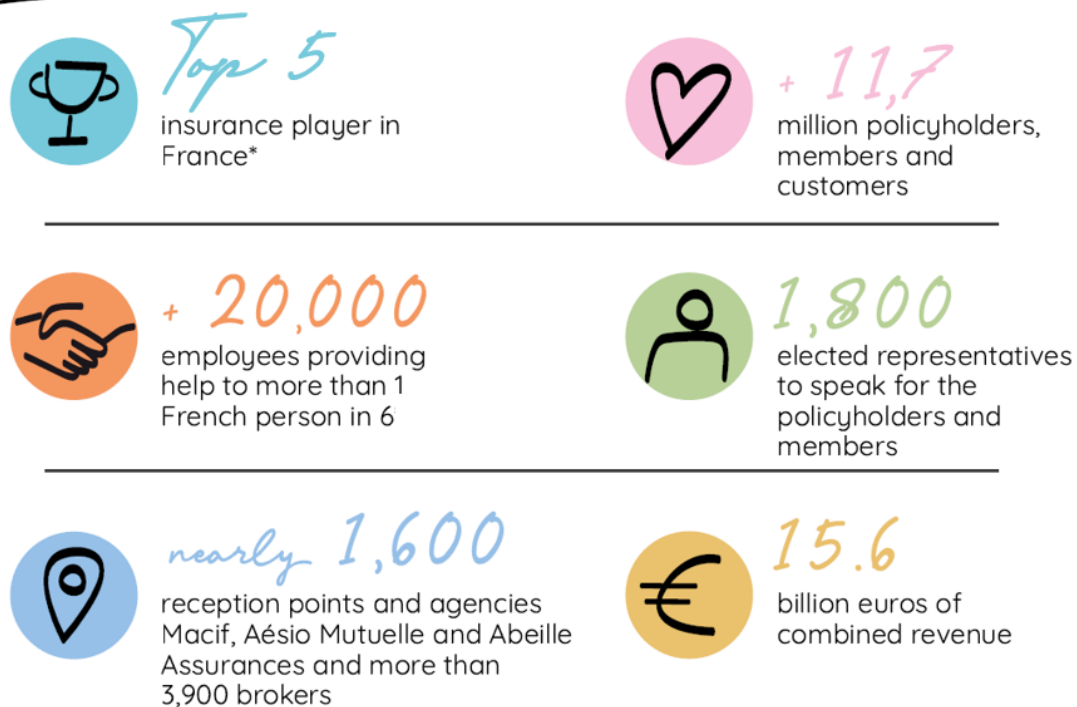 Top 5
insurance player in
France*
+ 11,7
million policyholders,
members and
customers
+ 20,000
employees providing
help to more than 1
French person in 6
1,800
elected representatives
to speak for the
policyholders and
members
nearly 1,600
reception points and agencies
Macif, Aésio Mutuelle and Abeille
Assurances and more than
3,900 brokers
15.6
billion euros of
combined revenue